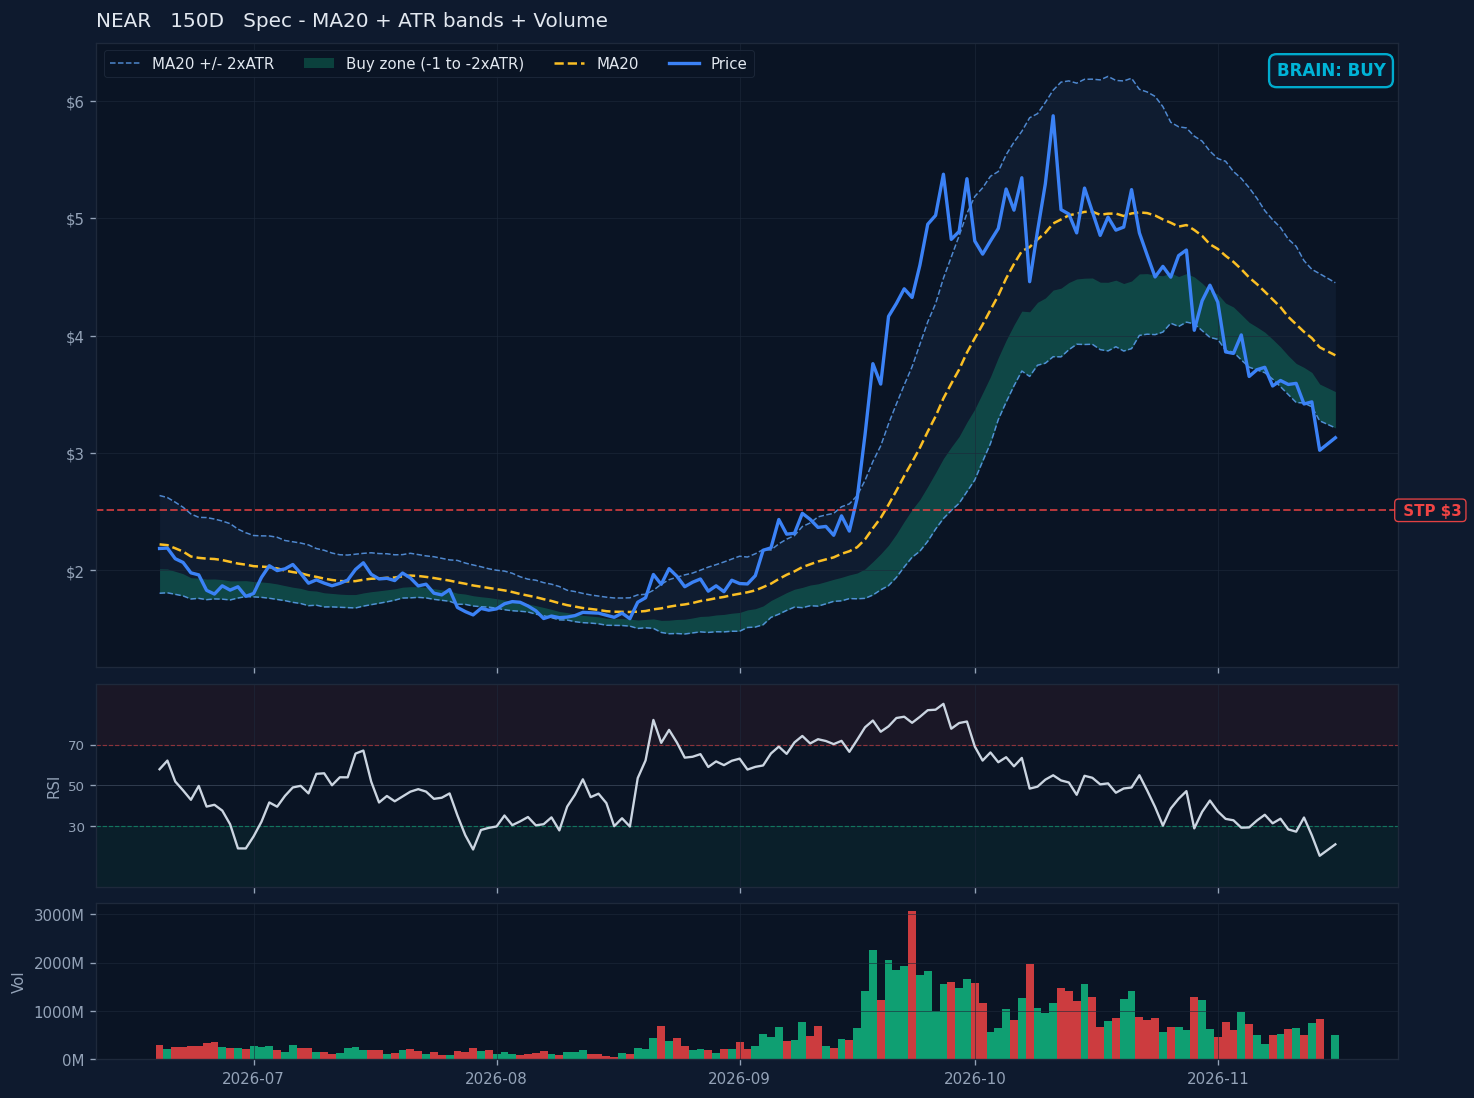 NEAR   150D   Spec - MA20 + ATR bands + Volume
MA20 +/- 2xATR
Buy zone (-1 to -2xATR)
MA20
Price
BRAIN: BUY
$6
$5
$4
$3
$2
STP $3
RSI
70
50
30
Vol
3000M
2000M
1000M
0M
2026-07
2026-08
2026-09
2026-10
2026-11